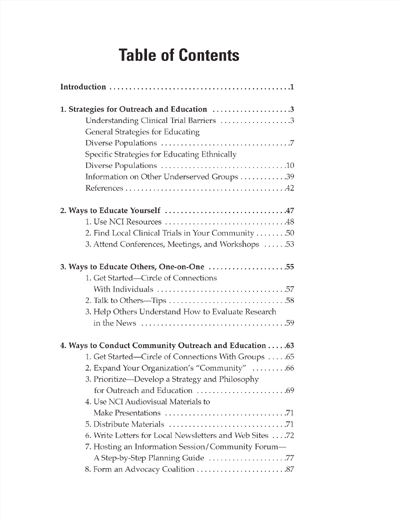 Table of Contents
Introduction . . . . . . . . . . . . . . . . . . . . . . . . . . . . . . . . . . . . . . . . . . . . . .1
1. Strategies for Outreach and Education . . . . . . . . . . . . . . . . . . . .3
Understanding Clinical Trial Barriers . . . . . . . . . . . . . . . . . . .3
General Strategies for Educating
Diverse Populations . . . . . . . . . . . . . . . . . . . . . . . . . . . . . . . . . .7
Specific Strategies for Educating Ethnically
Diverse Populations . . . . . . . . . . . . . . . . . . . . . . . . . . . . . . . . .10
Information on Other Underserved Groups . . . . . . . . . . . .39
References . . . . . . . . . . . . . . . . . . . . . . . . . . . . . . . . . . . . . . . . .42
2. Ways to Educate Yourself . . . . . . . . . . . . . . . . . . . . . . . . . . . . . . .47
1. Use NCI Resources . . . . . . . . . . . . . . . . . . . . . . . . . . . . . . . .48
2. Find Local Clinical Trials in Your Community . . . . . . . .50
3. Attend Conferences, Meetings, and Workshops . . . . . .53
3. Ways to Educate Others, One-on-One . . . . . . . . . . . . . . . . . . . .55
1. Get Started—Circle of Connections
With Individuals . . . . . . . . . . . . . . . . . . . . . . . . . . . . . . . . . .57
2. Talk to Others—Tips . . . . . . . . . . . . . . . . . . . . . . . . . . . . . .58
3. Help Others Understand How to Evaluate Research
in the News . . . . . . . . . . . . . . . . . . . . . . . . . . . . . . . . . . . . . .59
4. Ways to Conduct Community Outreach and Education . . . . .63
1. Get Started—Circle of Connections With Groups . . . . .65
2. Expand Your Organization's "Community" . . . . . . . . .66
3. Prioritize—Develop a Strategy and Philosophy
for Outreach and Education . . . . . . . . . . . . . . . . . . . . . . . .69
4. Use NCI Audiovisual Materials to
Make Presentations . . . . . . . . . . . . . . . . . . . . . . . . . . . . . . .71
5. Distribute Materials . . . . . . . . . . . . . . . . . . . . . . . . . . . . . . .71
6. Write Letters for Local Newsletters and Web Sites . . . .72
7. Hosting an Information Session/Community Forum—
A Step-by-Step Planning Guide . . . . . . . . . . . . . . . . . . . .77
8. Form an Advocacy Coalition . . . . . . . . . . . . . . . . . . . . . . .87